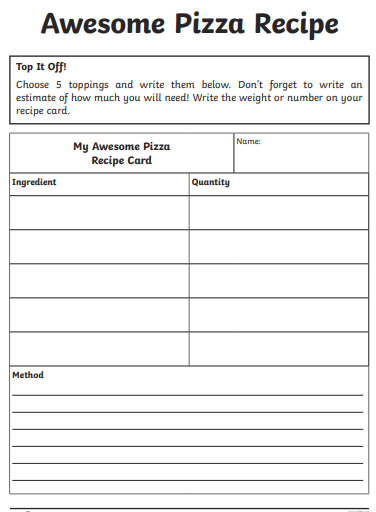 Awesome Pizza Recipe
Top It Off!
Choose 5 toppings and write them below. Don't forget to write an
estimate of how much you will need! Write the weight or number on your
recipe card.
My Awesome Pizza
Recipe Card
Name:
Ingredient
Quantity
Method